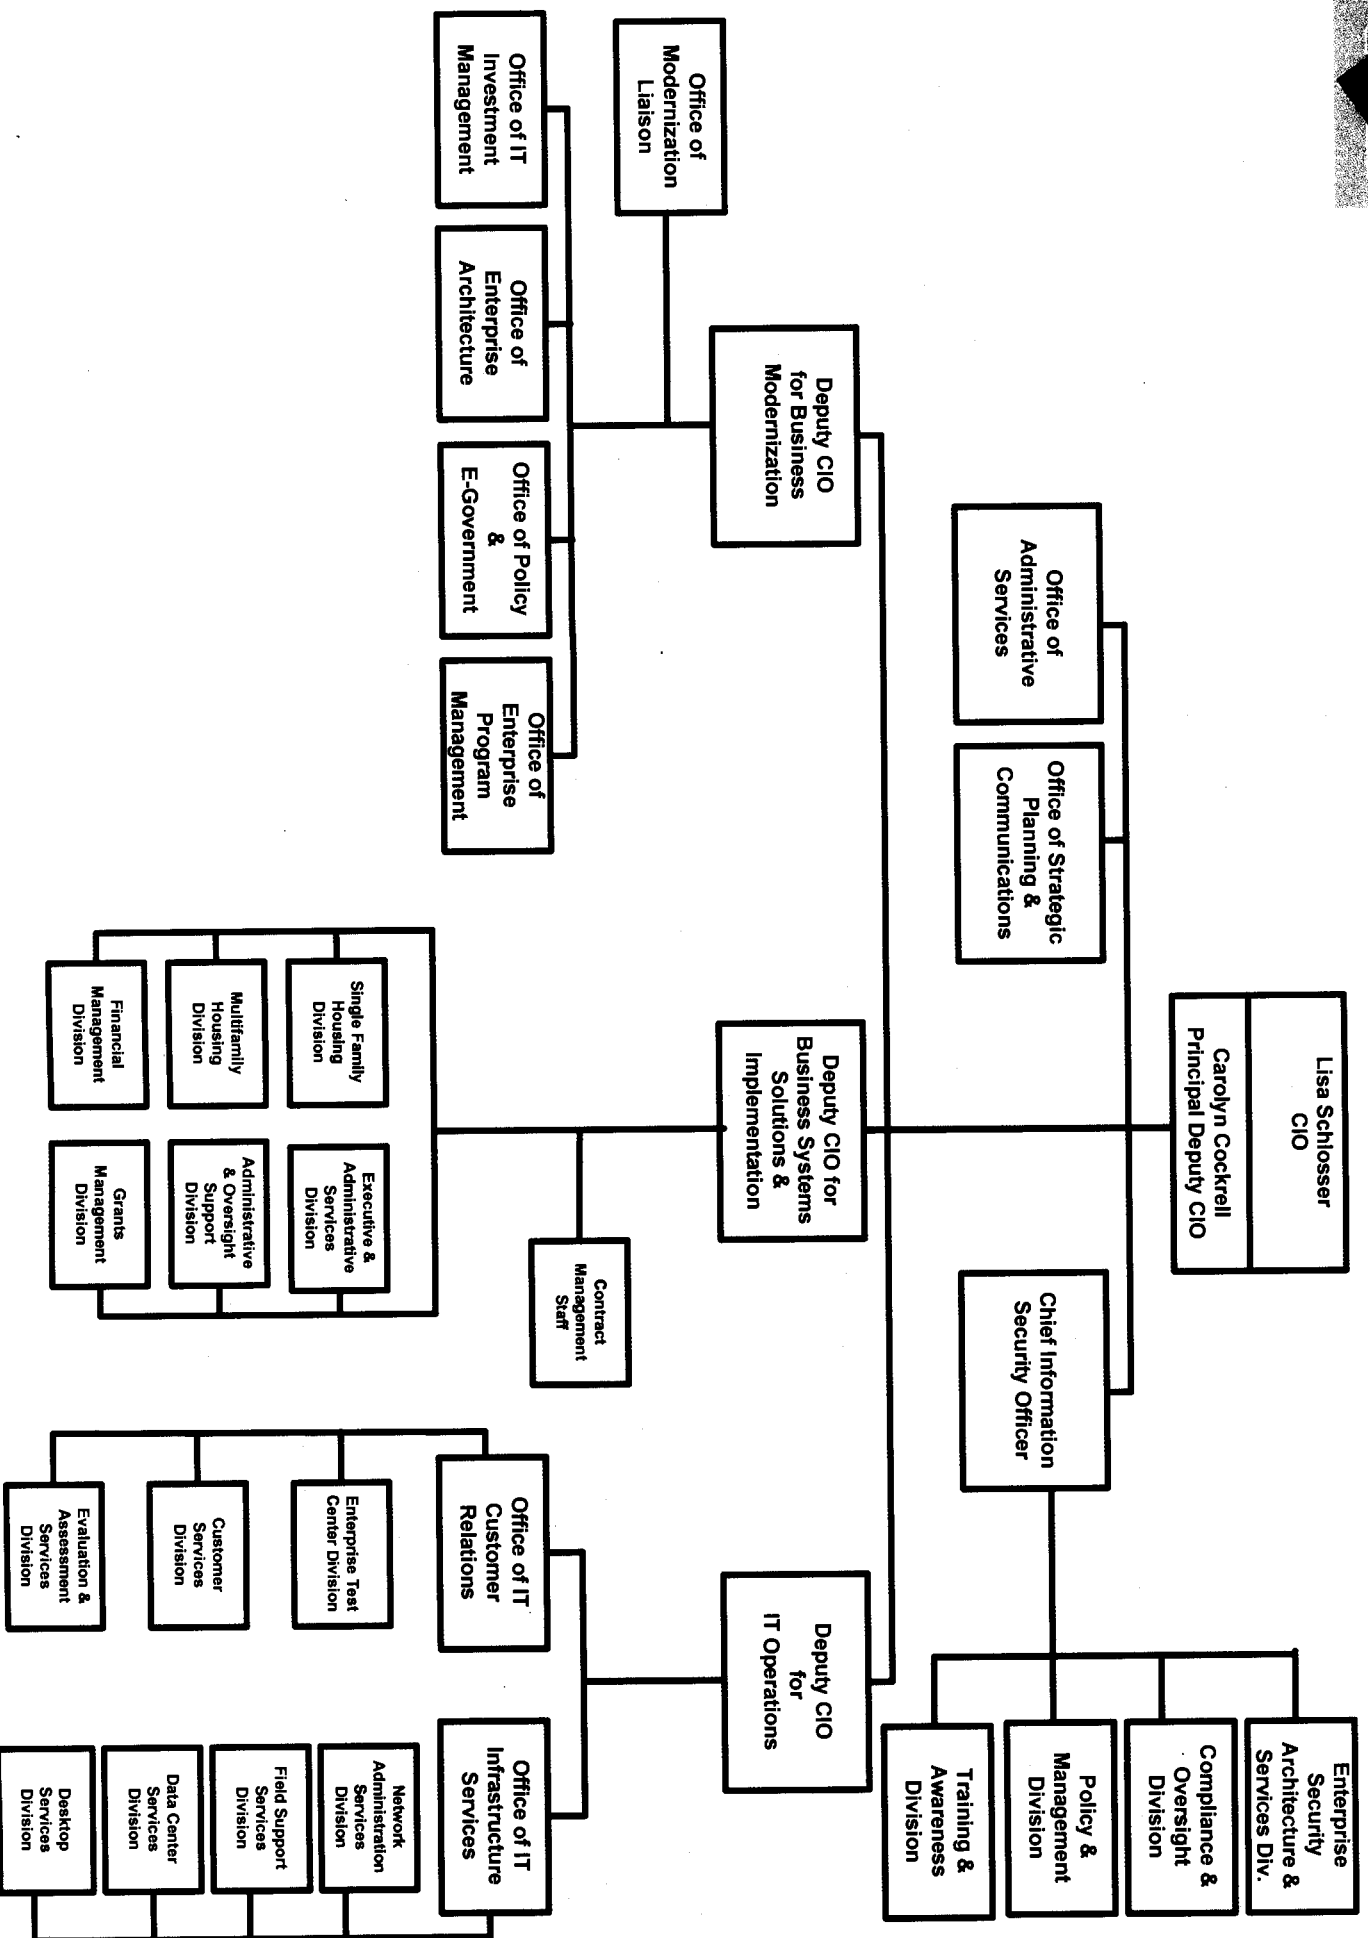 Lisa Schlosser
CIO
Carolyn Cockrell
Principal Deputy CIO
Office of
Administrative
Services
Office of Strategic
Planning &
Communications
Chief Information
Security Officer
Enterprise
Security
Architecture &
Services Div.
Compliance &
Oversight
Division
Policy &
Management
Division
Training &
Awareness
Division
Deputy CIO
for Business
Modernization
Deputy CIO for
Business Systems
Solutions &
Implementation
Deputy CIO
for
IT Operations
Office of
Modernization
Liaison
Office of IT
Investment
Management
Office of
Enterprise
Architecture
Office of Policy
&
E-Government
Office of
Enterprise
Program
Management
Contract
Management
Staff
Single Family
Housing
Division
Executive &
Administrative
Services
Division
Multifamily
Housing
Division
Administrative
& Oversight
Support
Division
Financial
Management
Division
Grants
Management
Division
Office of IT
Customer
Relations
Office of IT
Infrastructure
Services
Enterprise Test
Center Division
Customer
Services
Division
Evaluation &
Assessment
Services
Division
Network
Administration
Services
Division
Field Support
Services
Division
Data Center
Services
Division
Desktop
Services
Division